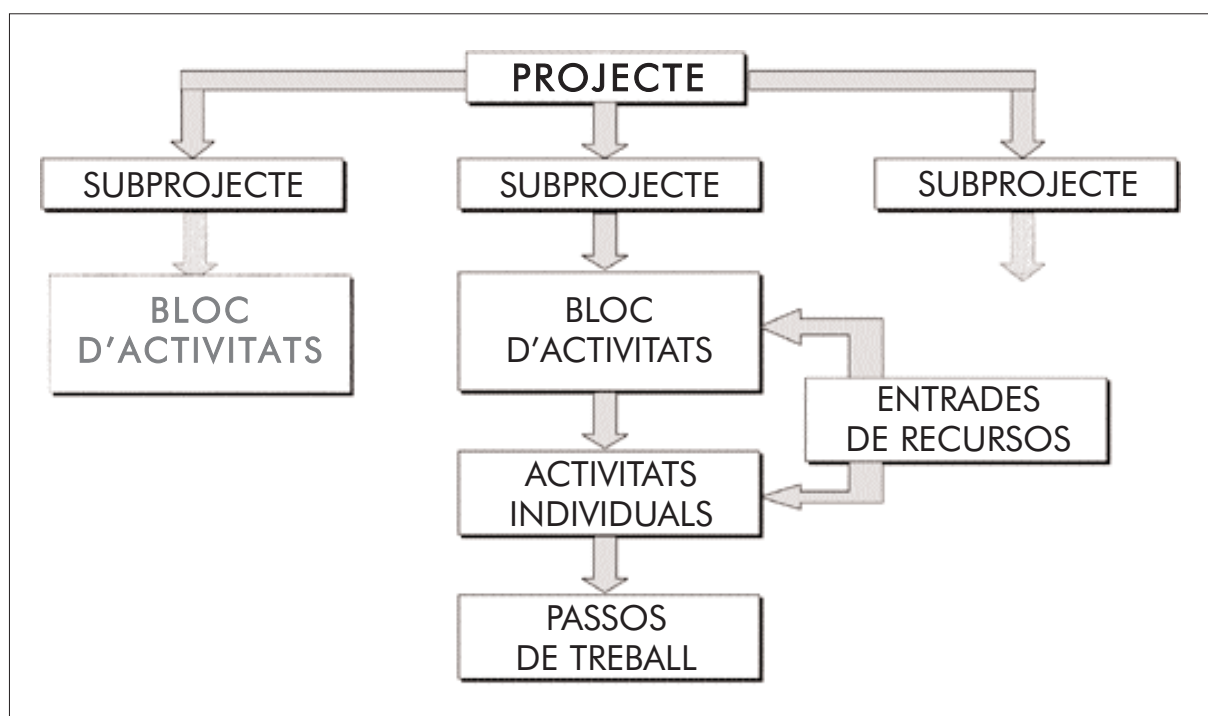 PROJECTE
SUBPROJECTE
SUBPROJECTE
SUBPROJECTE
BLOC
D'ACTIVITATS
BLOC
D’ACTIVITATS
ENTRADES
DE RECURSOS
ACTIVITATS
INDIVIDUALS
PASSOS
DE TREBALL